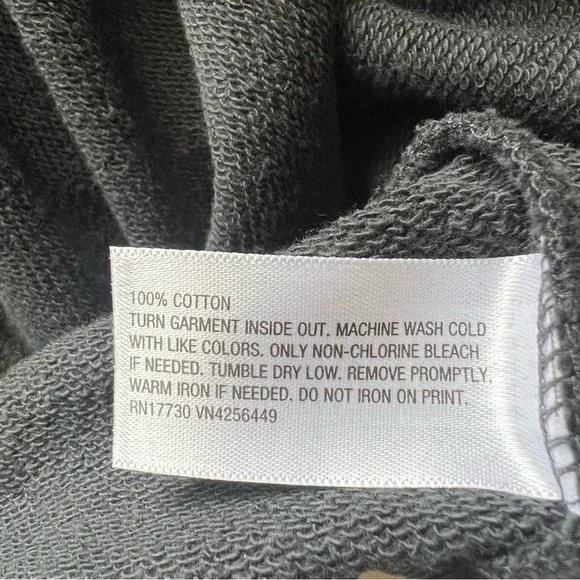 100% COTTON
TURN GARMENT INSIDE OUT. MACHINE WASH COLD
WITH LIKE COLORS. ONLY NON-CHLORINE BLEACH
IF NEEDED. TUMBLE DRY LOW. REMOVE PROMPTLY.
WARM IRON IF NEEDED. DO NOT IRON ON PRINT.
RN17730 VN4256449